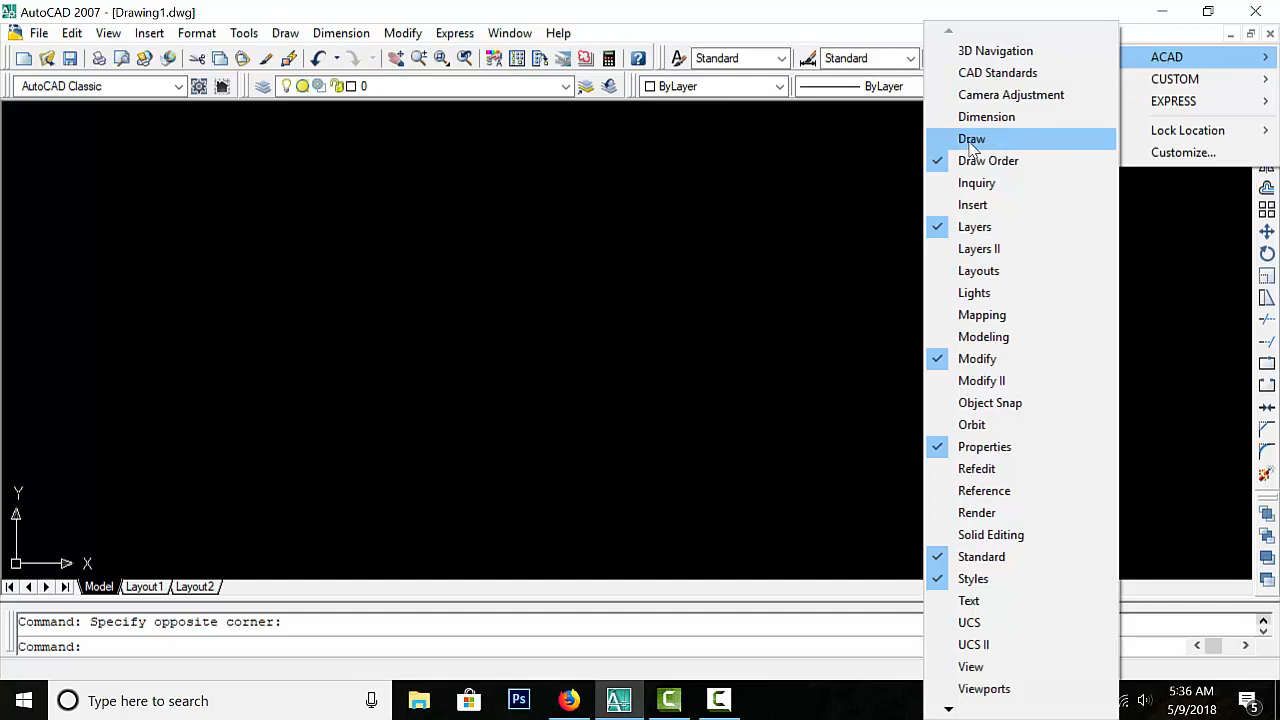 AutoCAD 2007 - [Drawing1.dwg]
File Edit View Insert Format Tools Draw Dimension Modify Express Window Help
Standard Standard
AutoCAD Classic 0 ByLayer ByLayer
3D Navigation
CAD Standards
Camera Adjustment
Dimension
Draw
Draw Order
Inquiry
Insert
Layers
Layers II
Layouts
Lights
Mapping
Modeling
Modify
Modify II
Object Snap
Orbit
Properties
Refedit
Reference
Render
Solid Editing
Standard
Styles
Text
UCS
UCS II
View
Viewports
ACAD
CUSTOM
EXPRESS
Lock Location
Customize...
Y
X
Model Layout1 Layout2
Command: Specify opposite corner:
Command:
Type here to search
Ps
5:36 AM
5/9/2018
5